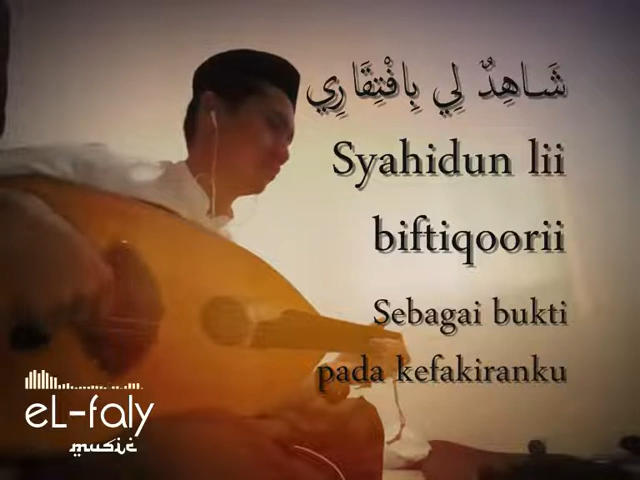 شَاهِدٌ لِي بِافْتِقَارِي
Syahidun lii
biftiqoorii
Sebagai bukti
pada kefakiranku
eL-faly
music